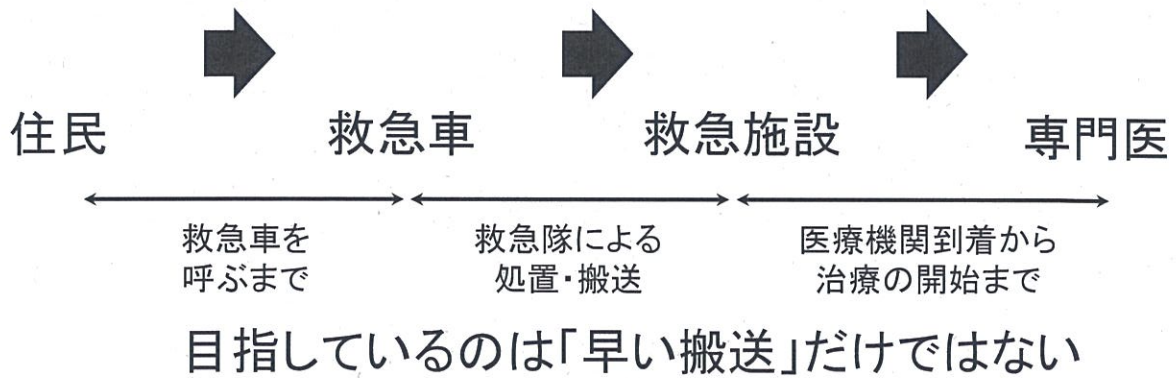 住民 救急車 救急施設 専門医
救急車を 救急隊による 医療機関到着から
呼ぶまで 処置・搬送 治療の開始まで
目指しているのは「早い搬送」だけではない